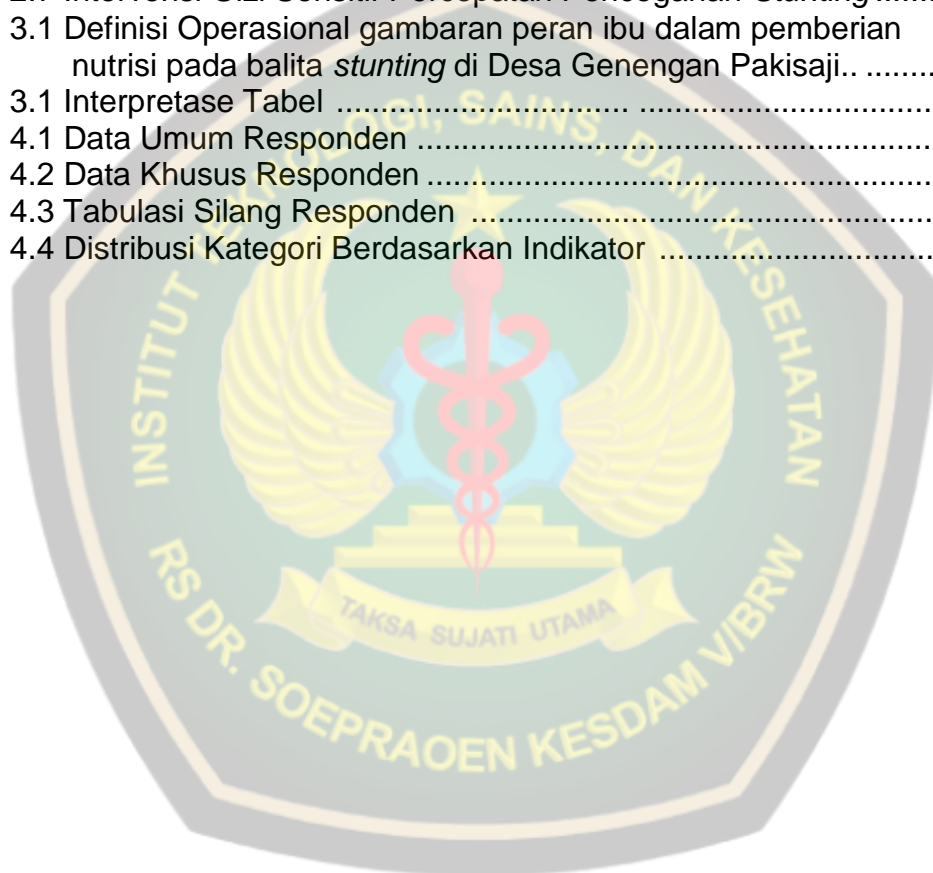 3.1 Definisi Operasional gambaran peran ibu dalam pemberian
nutrisi pada balita stunting di Desa Genengan Pakisaji.. ........
3.1 Interpretase Tabel ................................. .................................
4.1 Data Umum Responden ..........................................................
4.2 Data Khusus Responden .........................................................
4.3 Tabulasi Silang Responden ....................................................
4.4 Distribusi Kategori Berdasarkan Indikator ...............................
INSTITUT TEKNOLOGI, SAINS, DAN KESEHATAN
TAKSA SUJATI UTAMA
RS DR. SOEPRAOEN KESDAM V/BRW